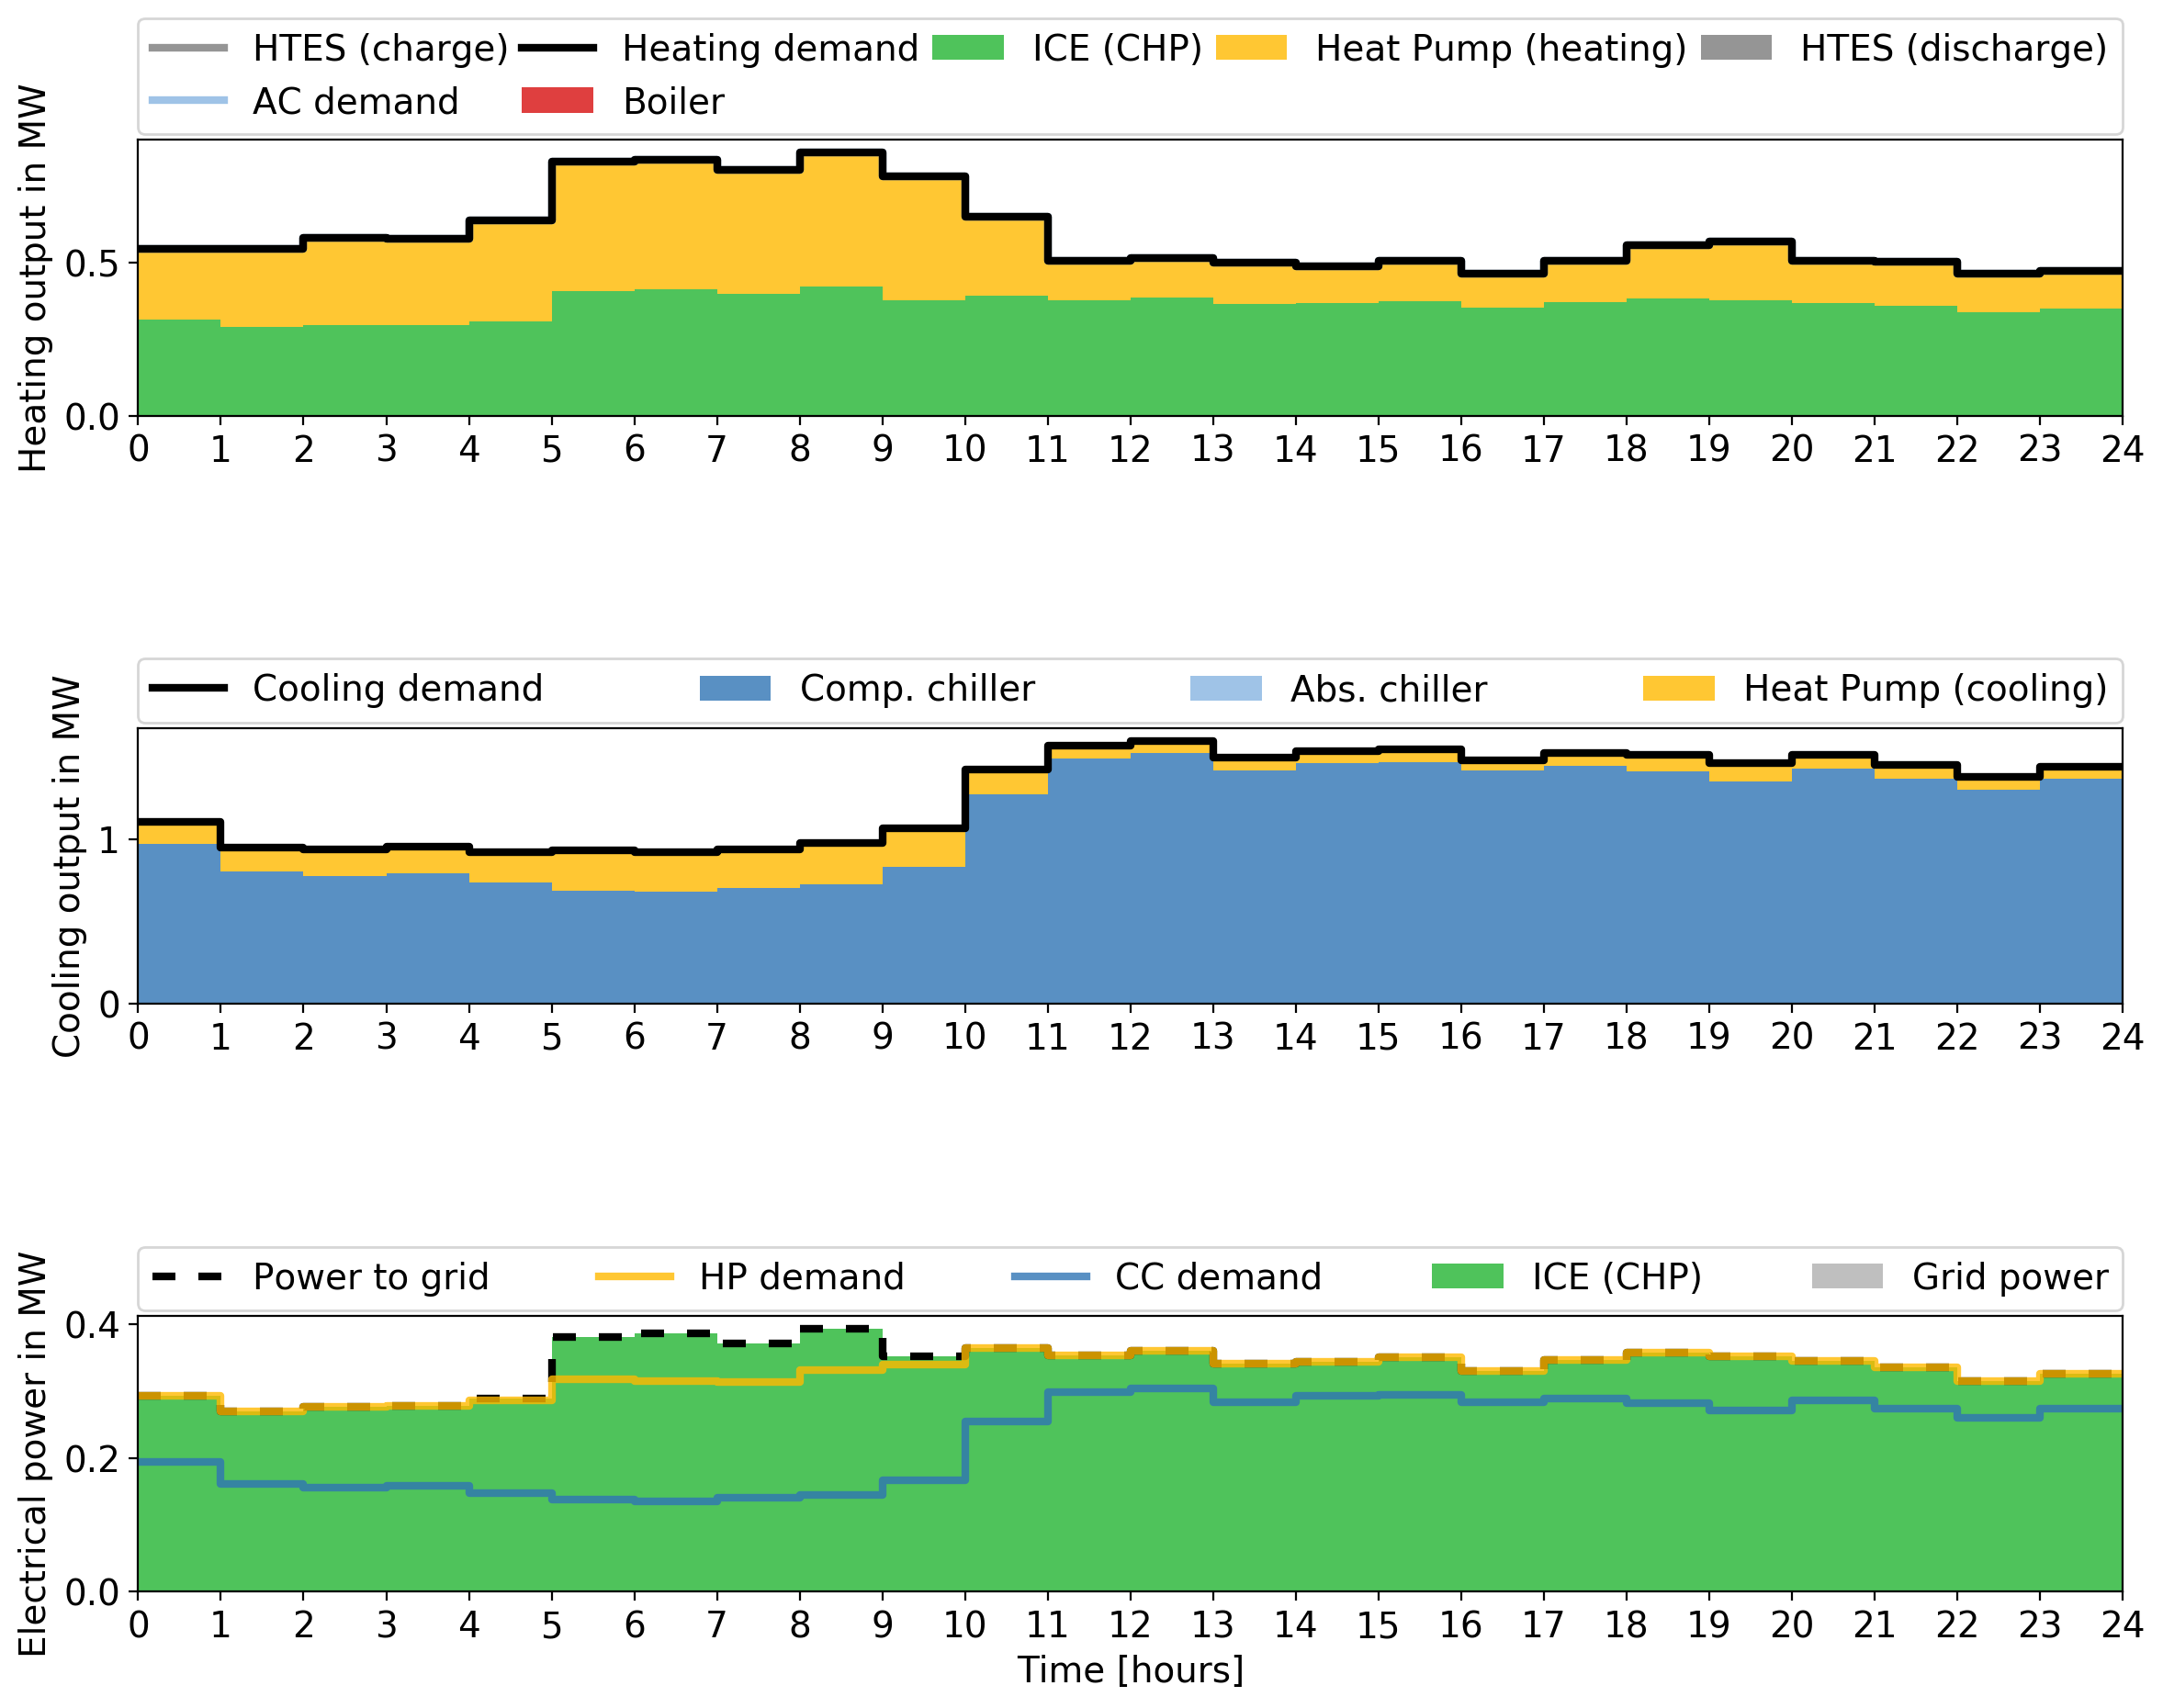 HTES (charge) Heating demand ICE (CHP) Heat Pump (heating) HTES (discharge)
AC demand Boiler
Heating output in MW
0.5
0.0
0 1 2 3 4 5 6 7 8 9 10 11 12 13 14 15 16 17 18 19 20 21 22 23 24
Cooling demand Comp. chiller Abs. chiller Heat Pump (cooling)
Cooling output in MW
1
0
0 1 2 3 4 5 6 7 8 9 10 11 12 13 14 15 16 17 18 19 20 21 22 23 24
Power to grid HP demand CC demand ICE (CHP) Grid power
Electrical power in MW
0.4
0.2
0.0
0 1 2 3 4 5 6 7 8 9 10 11 12 13 14 15 16 17 18 19 20 21 22 23 24
Time [hours]